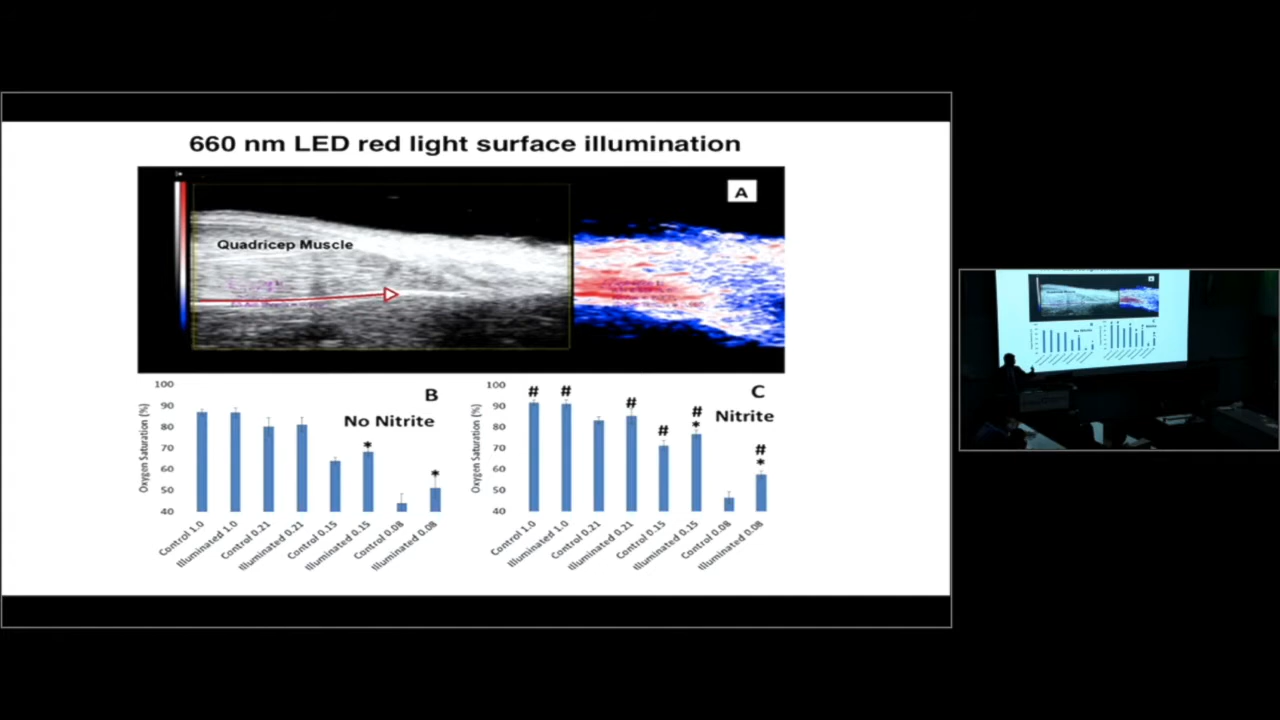 660 nm LED red light surface illumination
A
Quadricep Muscle
B
No Nitrite
Oxygen Saturation (%)
100
90
80
70
60
50
40
*
*
Control 1.0
Illuminated 1.0
Control 0.21
Illuminated 0.21
Control 0.15
Illuminated 0.15
Control 0.08
Illuminated 0.08
C
Nitrite
Oxygen Saturation (%)
100
90
80
70
60
50
40
#
#
#
#
#
*
#
*
Control 1.0
Illuminated 1.0
Control 0.21
Illuminated 0.21
Control 0.15
Illuminated 0.15
Control 0.08
Illuminated 0.08